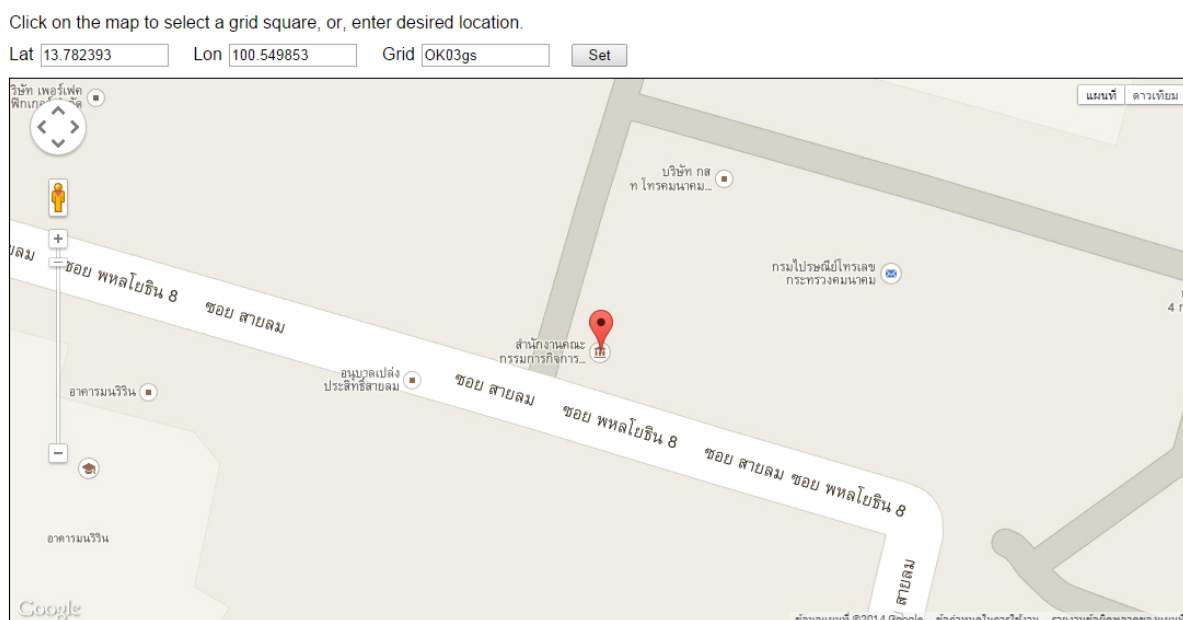 Click on the map to select a grid square, or, enter desired location.
Lat 13.782393 Lon 100.549853 Grid OK03gs Set
แผนที่ ดาวเทียม
บริษัท กส
ท โทรคมนาคม...
กรมไปรษณีย์โทรเลข
กระทรวงคมนาคม
ซอย พหลโยธิน 8 ซอย สายลม
สำนักงานคณะ
กรรมการกิจการ...
อนุบาลเปล่ง
ประสิทธิ์สายลม
อาคารมนริริน
ซอย สายลม ซอย พหลโยธิน 8 ซอย สายลม ซอย พหลโยธิน 8
อาคารมนริริน
สายลม
Google